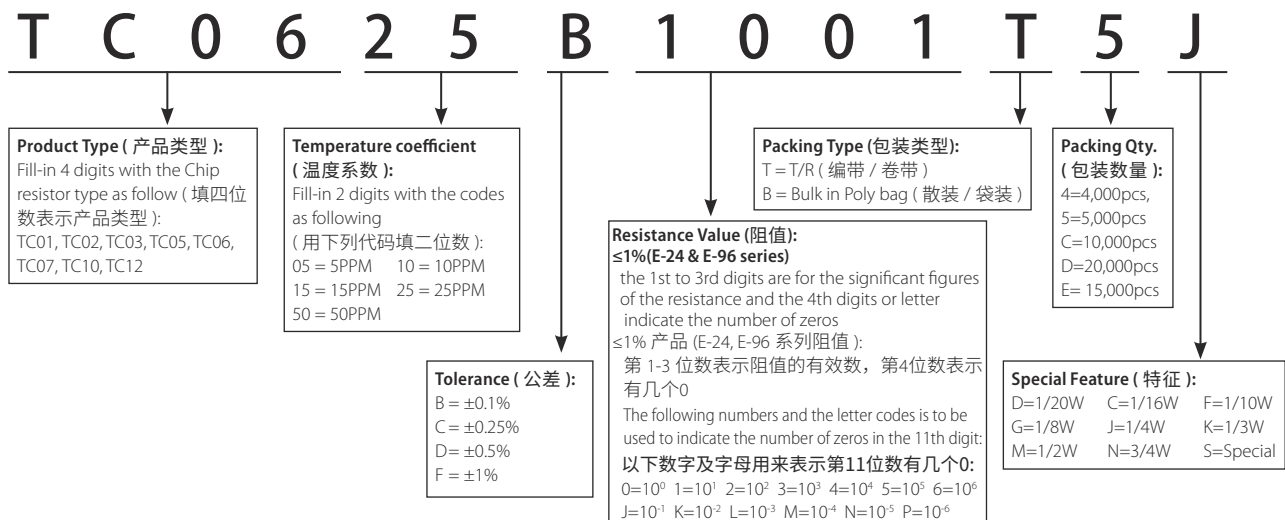 T C 0 6 2 5 B 1 0 0 1 T 5 J
Product Type ( 产品类型 ):
Fill-in 4 digits with the Chip
resistor type as follow ( 填四位
数表示产品类型 ):
TC01, TC02, TC03, TC05, TC06,
TC07, TC10, TC12
Temperature coefficient
( 温度系数 ):
Fill-in 2 digits with the codes
as following
( 用下列代码填二位数 ):
05 = 5PPM 10 = 10PPM
15 = 15PPM 25 = 25PPM
50 = 50PPM
Tolerance ( 公差 ):
B = ±0.1%
C = ±0.25%
D= ±0.5%
F = ±1%
Resistance Value (阻值):
≤1%(E-24 & E-96 series)
the 1st to 3rd digits are for the significant figures
of the resistance and the 4th digits or letter
indicate the number of zeros
≤1% 产品 (E-24, E-96 系列阻值 ):
第 1-3 位数表示阻值的有效数，第4位数表示
有几个0
The following numbers and the letter codes is to be
used to indicate the number of zeros in the 11th digit:
以下数字及字母用来表示第11位数有几个0:
0=10⁰ 1=10¹ 2=10² 3=10³ 4=10⁴ 5=10⁵ 6=10⁶
J=10⁻¹ K=10⁻² L=10⁻³ M=10⁻⁴ N=10⁻⁵ P=10⁻⁶
Packing Type (包装类型):
T = T/R ( 编带 / 卷带 )
B = Bulk in Poly bag ( 散装 / 袋装 )
Packing Qty.
( 包装数量 ):
4=4,000pcs,
5=5,000pcs
C=10,000pcs
D=20,000pcs
E= 15,000pcs
Special Feature ( 特征 ):
D=1/20W C=1/16W F=1/10W
G=1/8W J=1/4W K=1/3W
M=1/2W N=3/4W S=Special